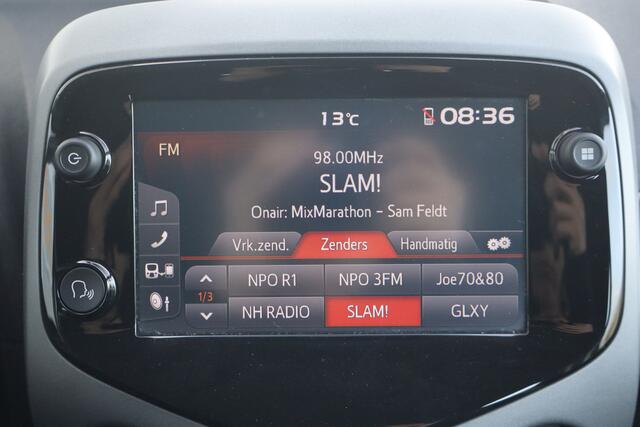 13°C 08:36
FM
98.00MHz
SLAM!
Onair: MixMarathon - Sam Feldt
Vrk.zend. Zenders Handmatig
NPO R1 NPO 3FM Joe70&80
1/3
NH RADIO SLAM! GLXY